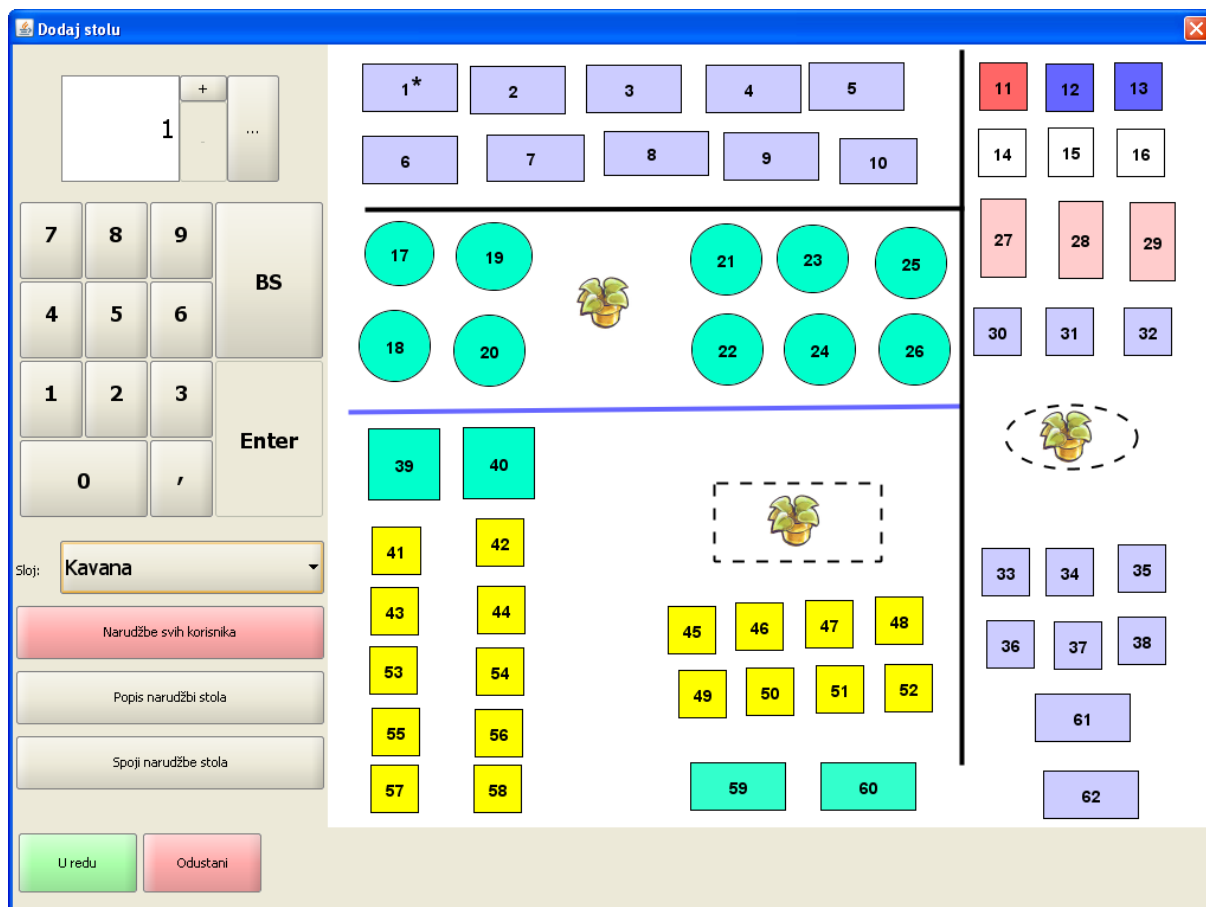 Dodaj stolu
1
+
-
...
7 8 9 BS
4 5 6
1 2 3 Enter
0 ,
Sloj: Kavana
Narudžbe svih korisnika
Popis narudžbi stola
Spoji narudžbe stola
U redu Odustani
1* 2 3 4 5
6 7 8 9 10
17 19 21 23 25
18 20 22 24 26
39 40
41 42
43 44
53 54
55 56
57 58
45 46 47 48
49 50 51 52
59 60
11 12 13
14 15 16
27 28 29
30 31 32
33 34 35
36 37 38
61
62